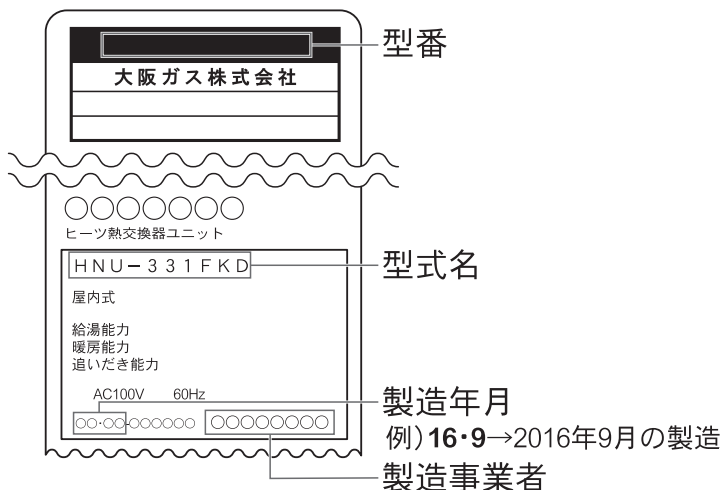 型番
大阪ガス株式会社
○○○○○○○
ヒーツ熱交換器ユニット
HNU-331FKD
型式名
屋内式
給湯能力
暖房能力
追いだき能力
AC100V 60Hz
製造年月
○○・○○-○○○○○○ ○○○○○○○○
例)16・9→2016年9月の製造
製造事業者